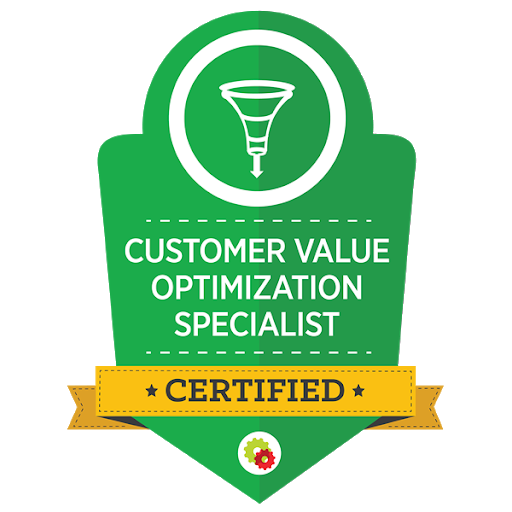 CUSTOMER VALUE
OPTIMIZATION
SPECIALIST
★ CERTIFIED ★